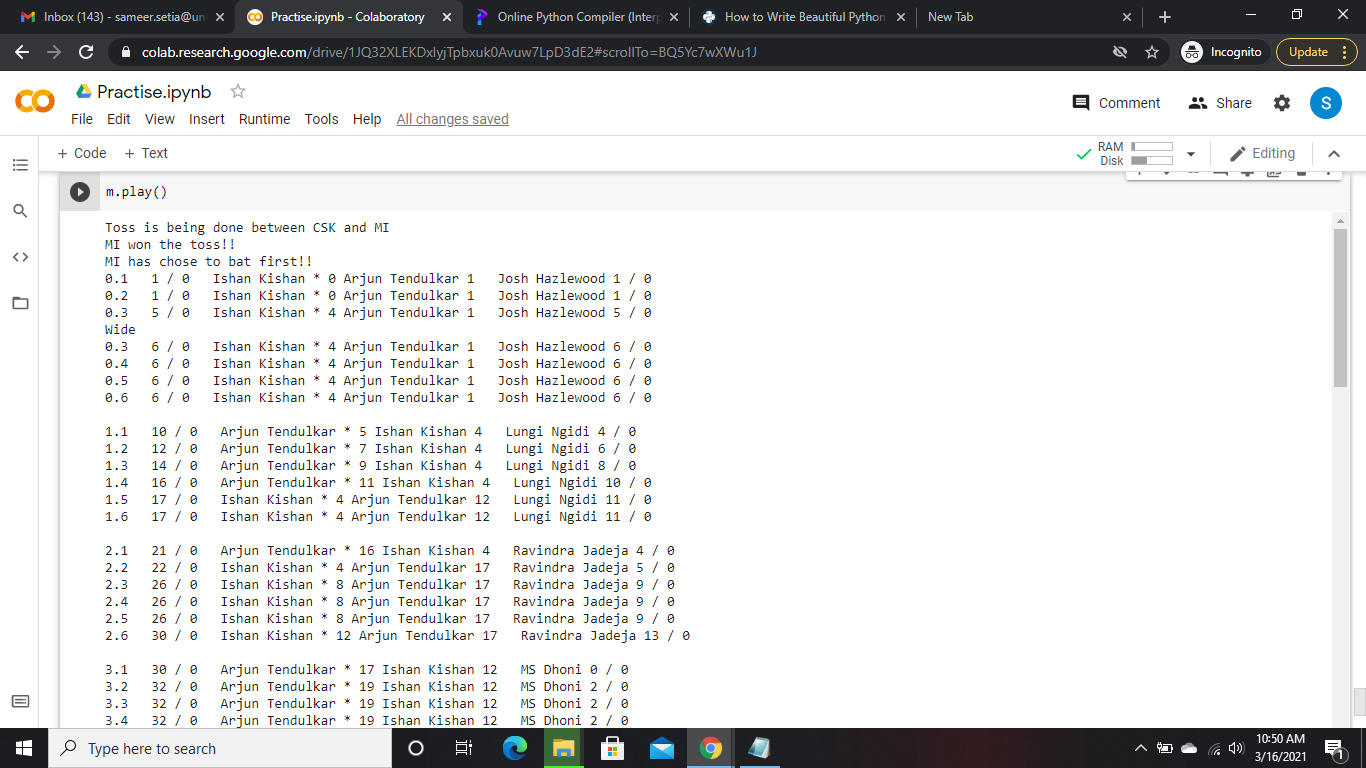 Inbox (143) - sameer.setia@un
Practise.ipynb - Colaboratory
Online Python Compiler (Interp
How to Write Beautiful Python
New Tab
colab.research.google.com/drive/1JQ32XLEKDxlyjTpbxuk0Avuw7LpD3dE2#scrollTo=BQ5Yc7wXWu1J
Incognito
Update
CO
Practise.ipynb
Comment
Share
S
File Edit View Insert Runtime Tools Help All changes saved
+ Code + Text
RAM
Disk
Editing
m.play()
Toss is being done between CSK and MI
MI won the toss!!
MI has chose to bat first!!
0.1 1 / 0 Ishan Kishan * 0 Arjun Tendulkar 1 Josh Hazlewood 1 / 0
0.2 1 / 0 Ishan Kishan * 0 Arjun Tendulkar 1 Josh Hazlewood 1 / 0
0.3 5 / 0 Ishan Kishan * 4 Arjun Tendulkar 1 Josh Hazlewood 5 / 0
Wide
0.3 6 / 0 Ishan Kishan * 4 Arjun Tendulkar 1 Josh Hazlewood 6 / 0
0.4 6 / 0 Ishan Kishan * 4 Arjun Tendulkar 1 Josh Hazlewood 6 / 0
0.5 6 / 0 Ishan Kishan * 4 Arjun Tendulkar 1 Josh Hazlewood 6 / 0
0.6 6 / 0 Ishan Kishan * 4 Arjun Tendulkar 1 Josh Hazlewood 6 / 0
1.1 10 / 0 Arjun Tendulkar * 5 Ishan Kishan 4 Lungi Ngidi 4 / 0
1.2 12 / 0 Arjun Tendulkar * 7 Ishan Kishan 4 Lungi Ngidi 6 / 0
1.3 14 / 0 Arjun Tendulkar * 9 Ishan Kishan 4 Lungi Ngidi 8 / 0
1.4 16 / 0 Arjun Tendulkar * 11 Ishan Kishan 4 Lungi Ngidi 10 / 0
1.5 17 / 0 Ishan Kishan * 4 Arjun Tendulkar 12 Lungi Ngidi 11 / 0
1.6 17 / 0 Ishan Kishan * 4 Arjun Tendulkar 12 Lungi Ngidi 11 / 0
2.1 21 / 0 Arjun Tendulkar * 16 Ishan Kishan 4 Ravindra Jadeja 4 / 0
2.2 22 / 0 Ishan Kishan * 4 Arjun Tendulkar 17 Ravindra Jadeja 5 / 0
2.3 26 / 0 Ishan Kishan * 8 Arjun Tendulkar 17 Ravindra Jadeja 9 / 0
2.4 26 / 0 Ishan Kishan * 8 Arjun Tendulkar 17 Ravindra Jadeja 9 / 0
2.5 26 / 0 Ishan Kishan * 8 Arjun Tendulkar 17 Ravindra Jadeja 9 / 0
2.6 30 / 0 Ishan Kishan * 12 Arjun Tendulkar 17 Ravindra Jadeja 13 / 0
3.1 30 / 0 Arjun Tendulkar * 17 Ishan Kishan 12 MS Dhoni 0 / 0
3.2 32 / 0 Arjun Tendulkar * 19 Ishan Kishan 12 MS Dhoni 2 / 0
3.3 32 / 0 Arjun Tendulkar * 19 Ishan Kishan 12 MS Dhoni 2 / 0
3.4 32 / 0 Arjun Tendulkar * 19 Ishan Kishan 12 MS Dhoni 2 / 0
Type here to search
10:50 AM
3/16/2021
1